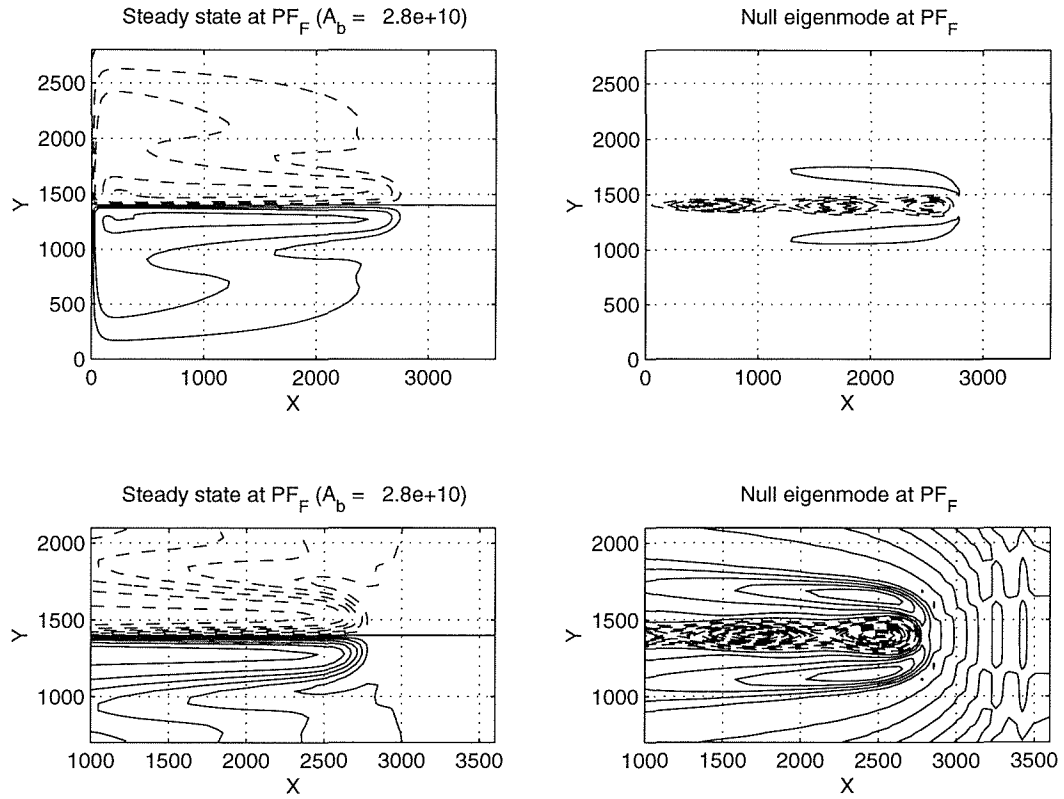 Steady state at PF_F (A_b = 2.8e+10)
Null eigenmode at PF_F
2500
2000
1500
1000
500
0
Y
0 1000 2000 3000
X
2500
2000
1500
1000
500
0
Y
0 1000 2000 3000
X
Steady state at PF_F (A_b = 2.8e+10)
Null eigenmode at PF_F
2000
1500
1000
Y
1000 1500 2000 2500 3000 3500
X
2000
1500
1000
Y
1000 1500 2000 2500 3000 3500
X